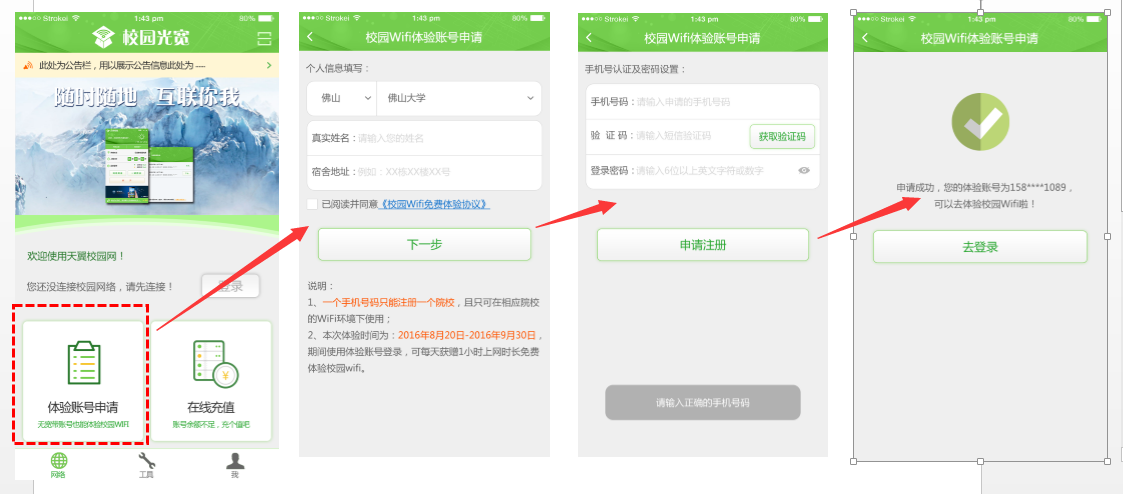 Strokei 1:43 pm 80%
校园光宽
此处为公告栏，用以展示公告信息此处为 ----
随时随地 互联你我
欢迎使用天翼校园网！
您还没连接校园网络，请先连接！ 登录
体验账号申请
无宽带账号也能体验校园WIFI
在线充值
账号余额不足，充个值吧
网络 工具 我
Strokei 1:43 pm 80%
校园Wifi体验账号申请
个人信息填写：
佛山 佛山大学
真实姓名：请输入您的姓名
宿舍地址：例如：XX栋XX楼XX号
已阅读并同意《校园Wifi免费体验协议》
下一步
说明：
1、一个手机号码只能注册一个院校，且只可在相应院校
的WiFi环境下使用；
2、本次体验时间为：2016年8月20日-2016年9月30日，
期间使用体验账号登录，可每天获赠1小时上网时长免费
体验校园wifi。
Strokei 1:43 pm 80%
校园Wifi体验账号申请
手机号认证及密码设置：
手机号码：请输入申请的手机号码
验 证 码：请输入短信验证码 获取验证码
登录密码：请输入6位以上英文字符或数字
申请注册
请输入正确的手机号码
Strokei 1:43 pm 80%
校园Wifi体验账号申请
申请成功，您的体验账号为158****1089，
可以去体验校园Wifi啦！
去登录